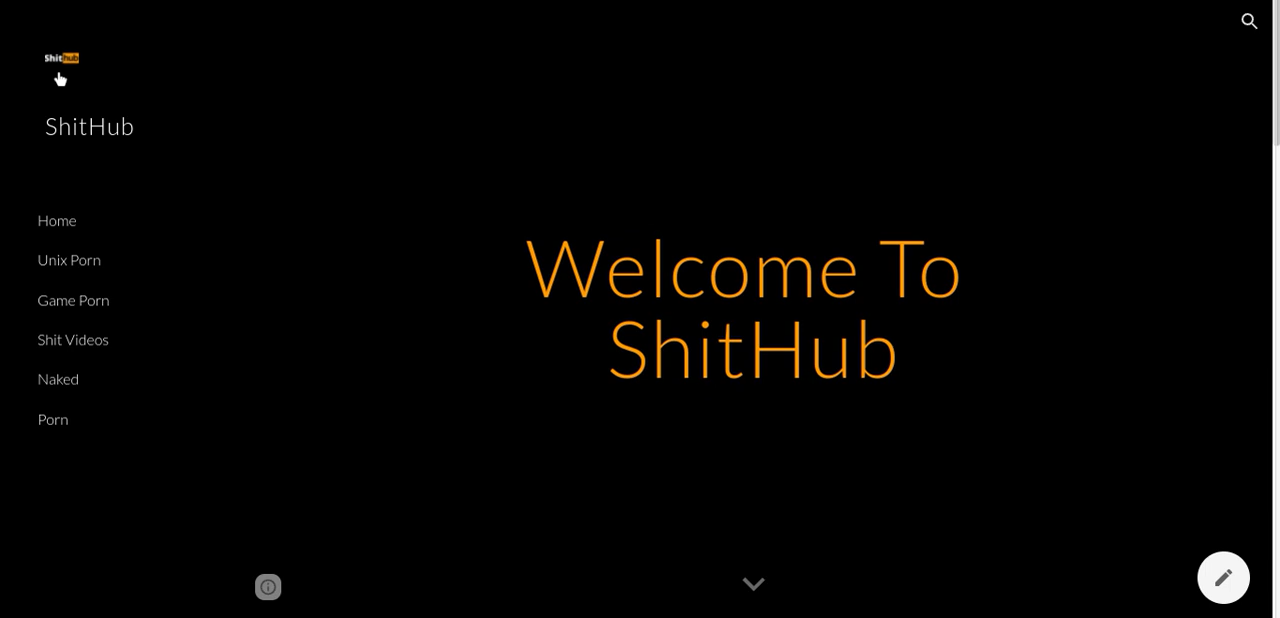 Shithub
ShitHub
Home
Unix Porn
Game Porn
Shit Videos
Naked
Porn
Welcome To
ShitHub